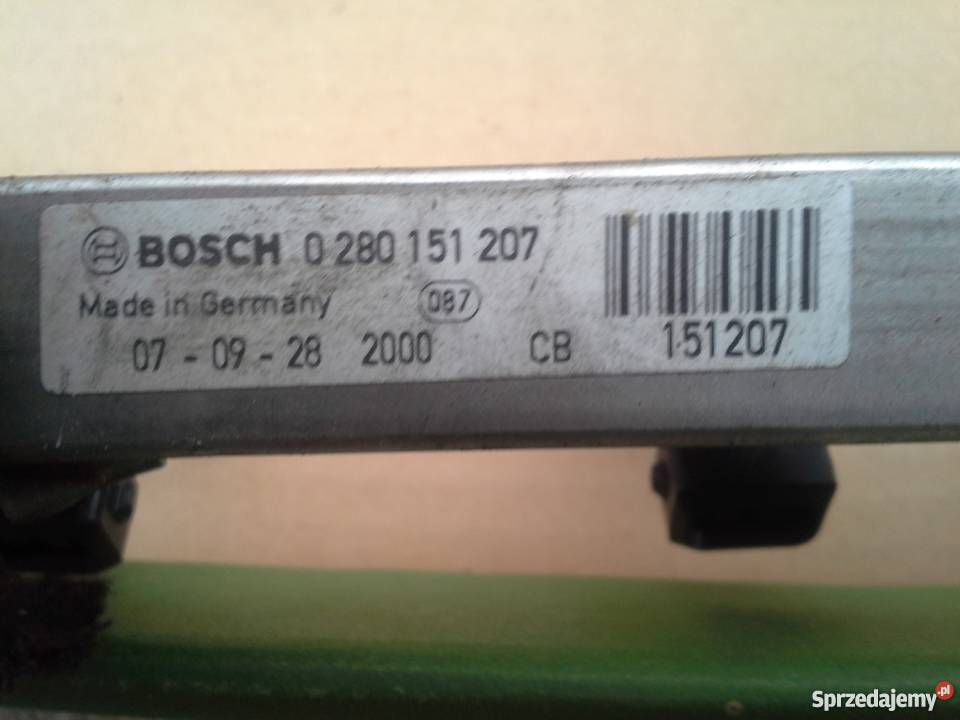 BOSCH 0 280 151 207
Made in Germany 087
07 - 09 - 28 2000 CB 151207
Sprzedajemy.pl